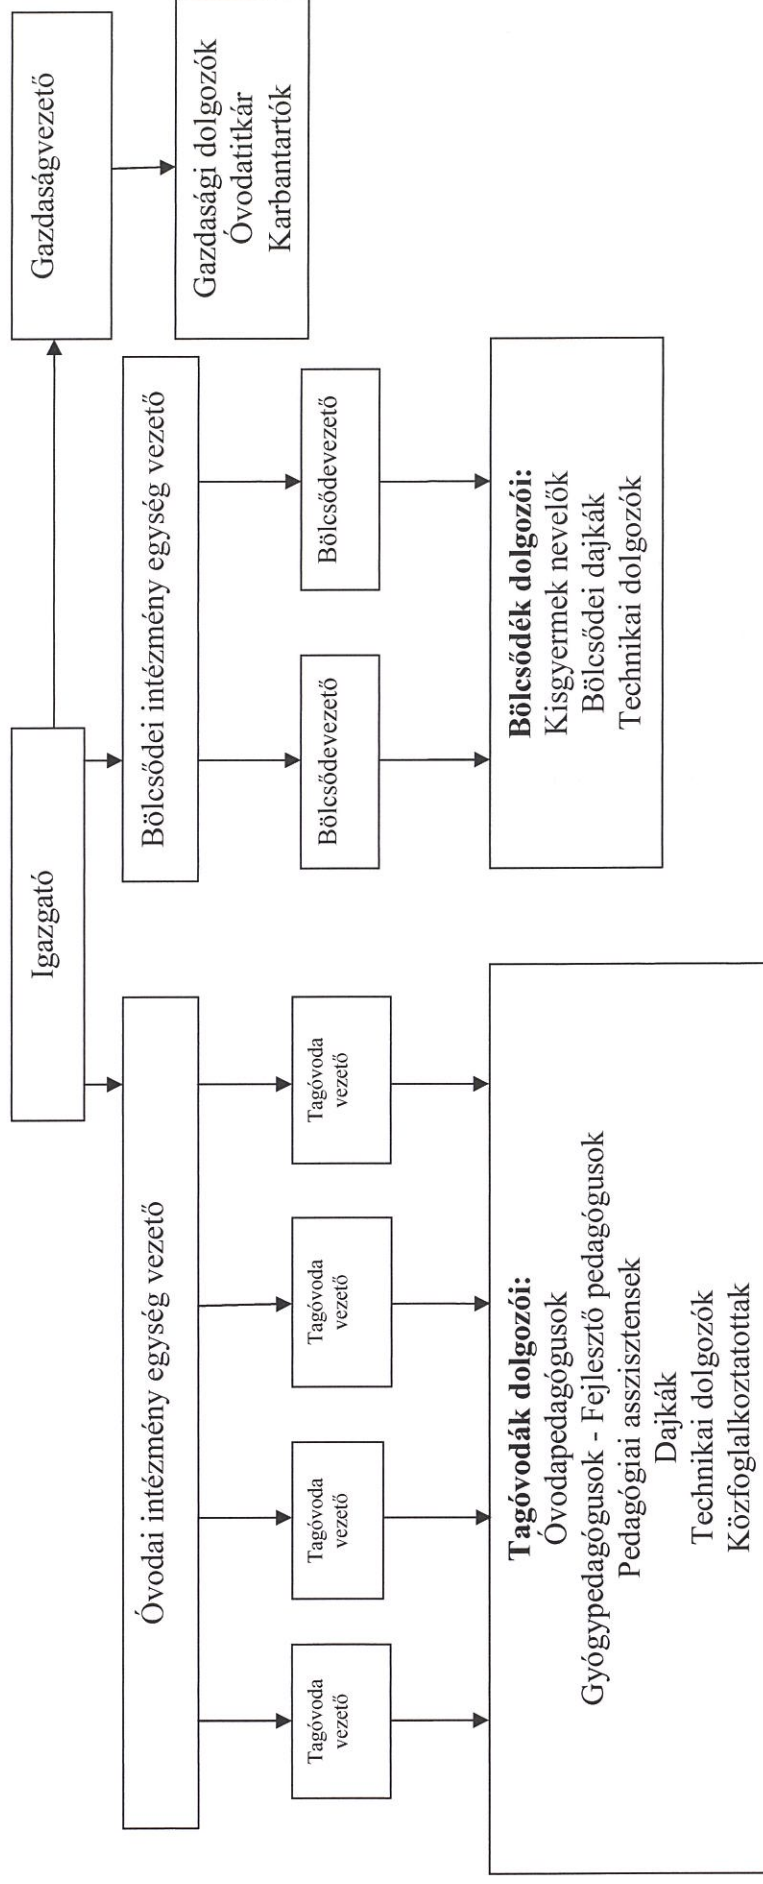 Igazgató
Gazdaságvezető
Gazdasági dolgozók
Óvodatitkár
Karbantartók
Óvodai intézmény egység vezető
Bölcsődei intézmény egység vezető
Tagóvoda
vezető
Tagóvoda
vezető
Tagóvoda
vezető
Tagóvoda
vezető
Bölcsődevezető
Bölcsődevezető
Tagóvodák dolgozói:
Óvodapedagógusok
Gyógypedagógusok - Fejlesztő pedagógusok
Pedagógiai asszisztensek
Dajkák
Technikai dolgozók
Közfoglalkoztatottak
Bölcsődék dolgozói:
Kisgyermek nevelők
Bölcsődei dajkák
Technikai dolgozók